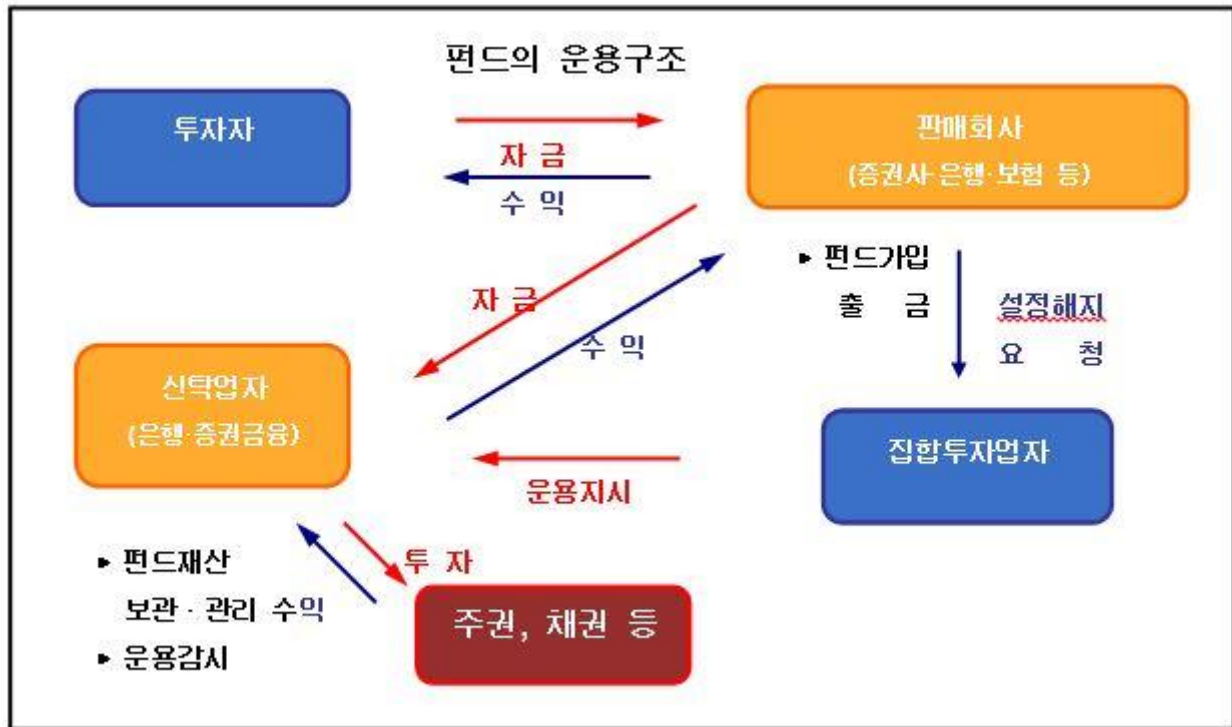 펀드의 운용구조
투자자
자 금
수 익
판매회사
(증권사·은행·보험 등)
자 금
수 익
▸ 펀드가입
출 금
설정해지
요 청
신탁업자
(은행·증권금융)
운용지시
집합투자업자
▸ 펀드재산
보관·관리 수익
▸ 운용감시
투 자
주권, 채권 등